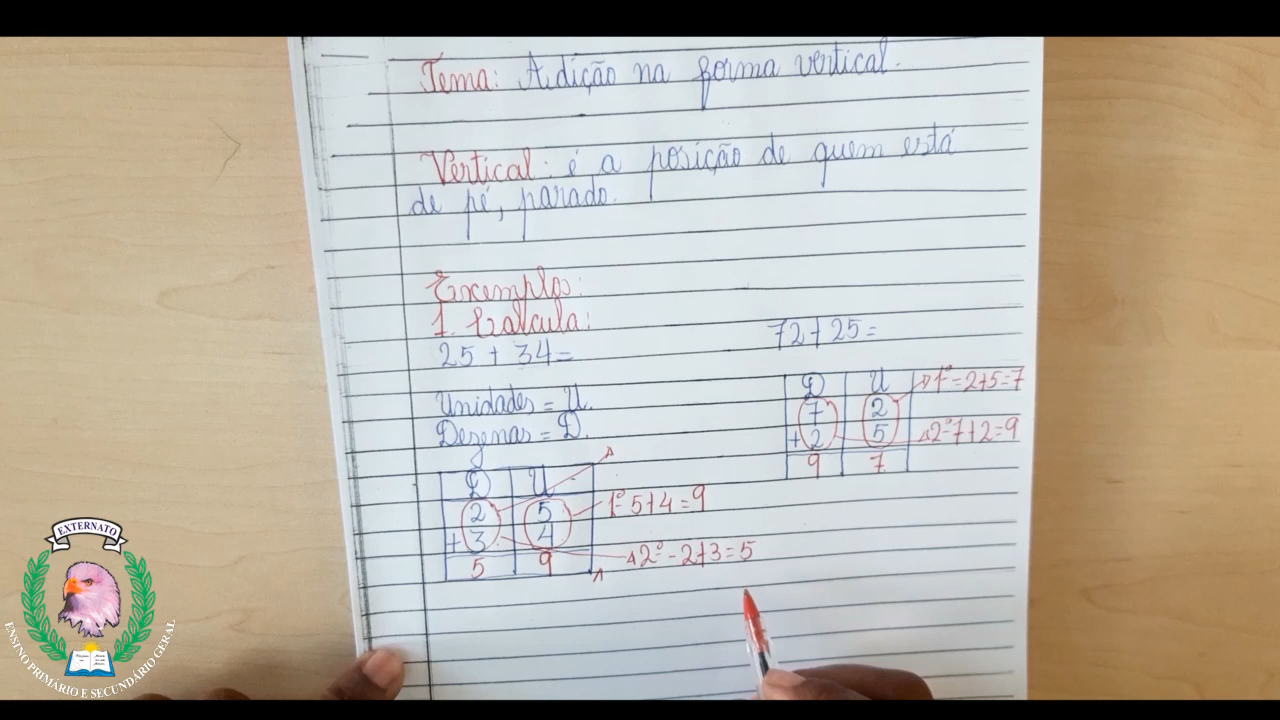 Tema: Adição na forma vertical.
Vertical: é a posição de quem está
de pé, parado.
Exemplos:
1. Calcula:
25 + 34 =
Unidades = U.
Dezenas = D.
D U
2 5
+ 3 4
5 9
1º 5+4=9
2º - 2+3=5
72+25=
D U
7 2
+ 2 5
9 7
1º = 2+5=7
2º 7+2=9
EXTERNATO
ENSINO PRIMÁRIO E SECUNDÁRIO GERAL